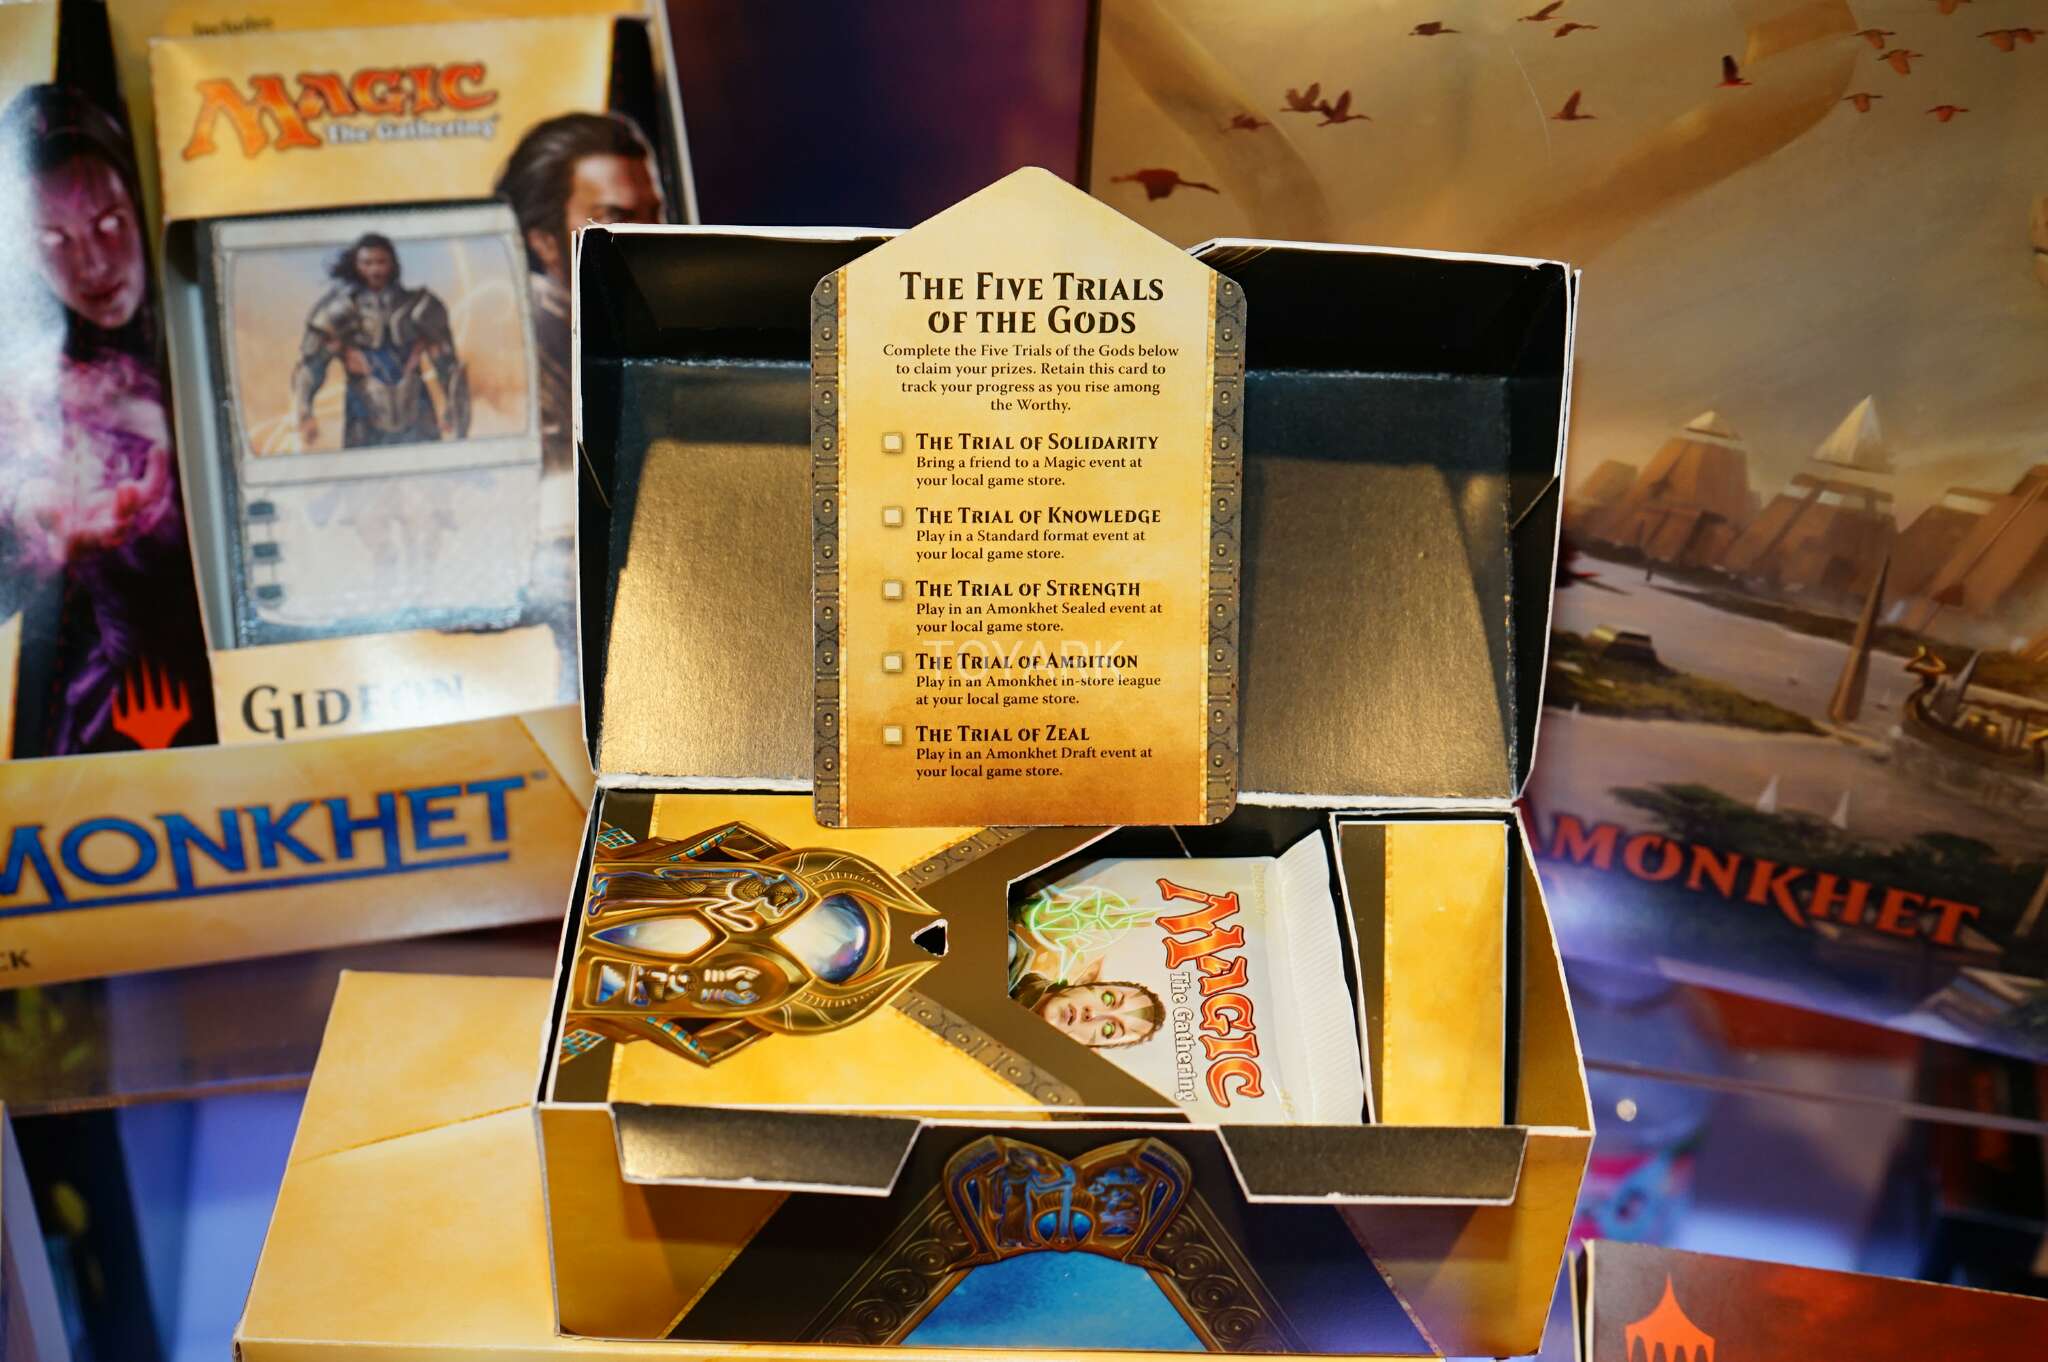 Includes
MAGIC
The Gathering
GIDEON
MONKHET™
CK
THE FIVE TRIALS
OF THE GODS
Complete the Five Trials of the Gods below
to claim your prizes. Retain this card to
track your progress as you rise among
the Worthy.
THE TRIAL OF SOLIDARITY
Bring a friend to a Magic event at
your local game store.
THE TRIAL OF KNOWLEDGE
Play in a Standard format event at
your local game store.
THE TRIAL OF STRENGTH
Play in an Amonkhet Sealed event at
your local game store.
TOYARK
THE TRIAL OF AMBITION
Play in an Amonkhet in-store league
at your local game store.
THE TRIAL OF ZEAL
Play in an Amonkhet Draft event at
your local game store.
MAGIC
The Gathering
AMONKHET